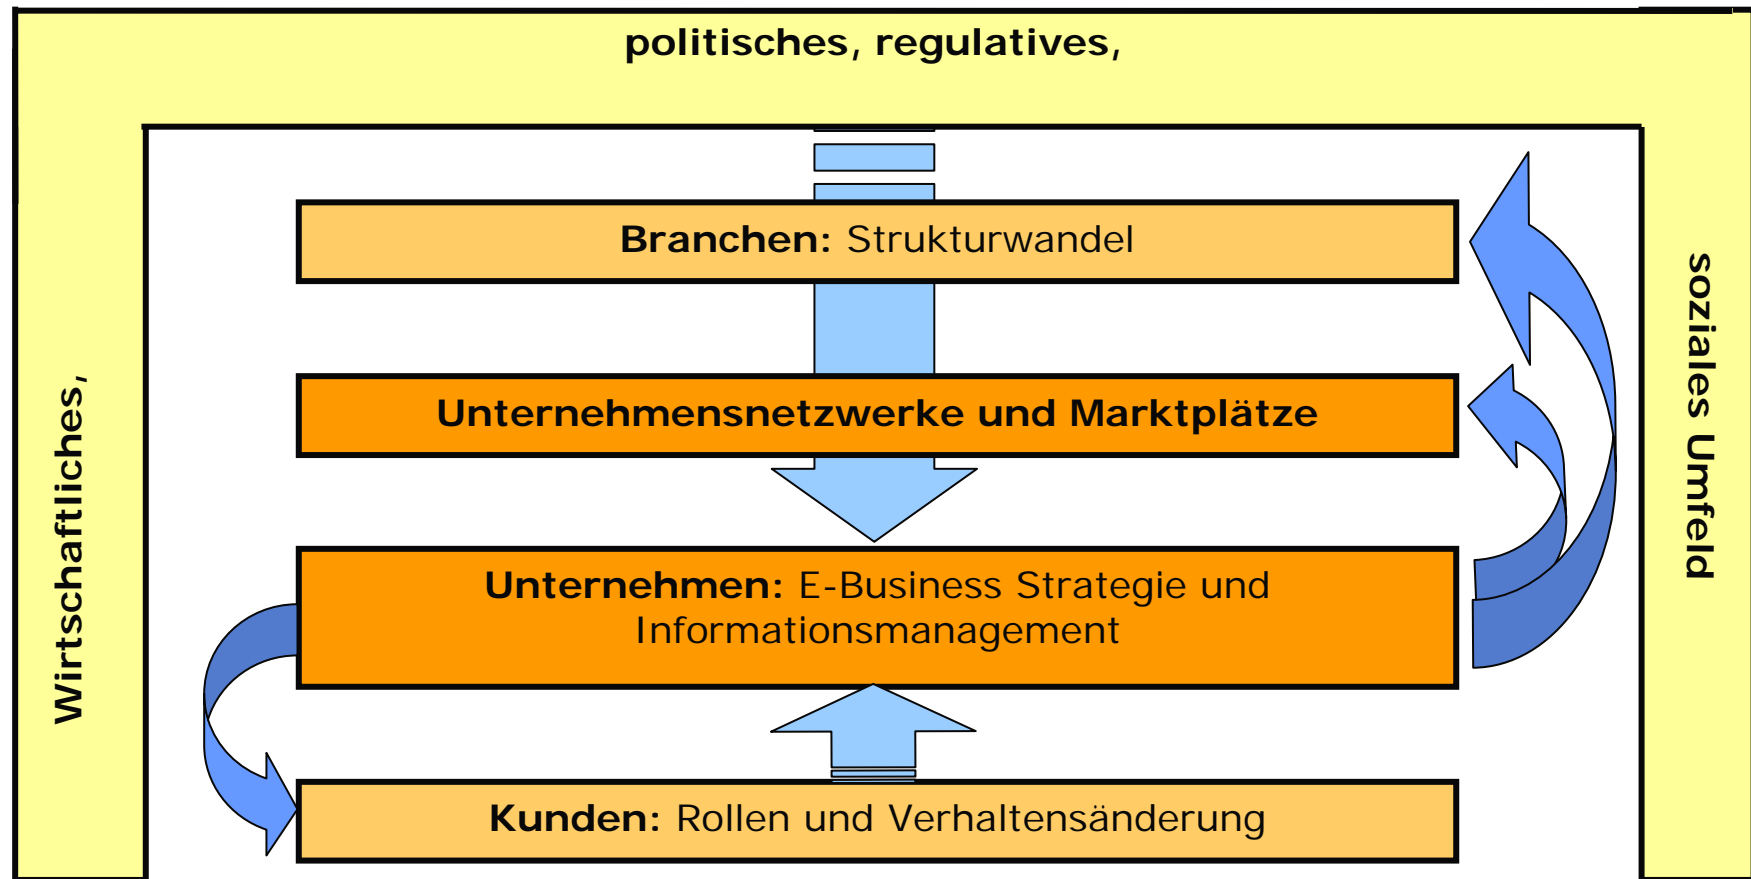 Wirtschaftliches,
politisches, regulatives,
soziales Umfeld
Branchen: Strukturwandel
Unternehmensnetzwerke und Marktplätze
Unternehmen: E-Business Strategie und
Informationsmanagement
Kunden: Rollen und Verhaltensänderung